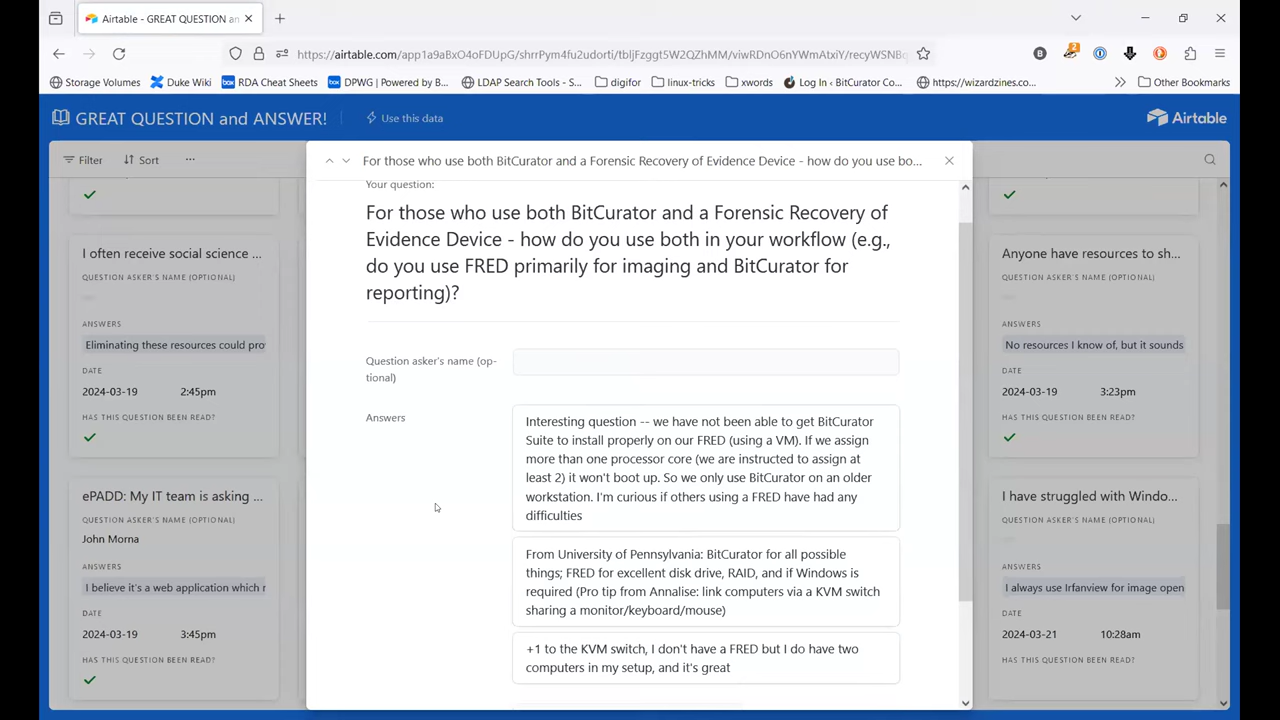 Airtable - GREAT QUESTION an
https://airtable.com/app1a9aBxO4oFDUpG/shrrPym4fu2udorti/tbljFzggt5W2QZhMM/viwRDnO6nYWmAtxiY/recyWSNBq
2
Storage Volumes
Duke Wiki
RDA Cheat Sheets
DPWG | Powered by B...
LDAP Search Tools - S...
digifor
linux-tricks
xwords
Log In ‹ BitCurator Co...
https://wizardzines.co...
Other Bookmarks
GREAT QUESTION and ANSWER!
Use this data
Airtable
Filter
Sort
...
For those who use both BitCurator and a Forensic Recovery of Evidence Device - how do you use bo...
Your question:
For those who use both BitCurator and a Forensic Recovery of
Evidence Device - how do you use both in your workflow (e.g.,
do you use FRED primarily for imaging and BitCurator for
reporting)?
Question asker's name (op-
tional)
Answers
Interesting question -- we have not been able to get BitCurator
Suite to install properly on our FRED (using a VM). If we assign
more than one processor core (we are instructed to assign at
least 2) it won't boot up. So we only use BitCurator on an older
workstation. I'm curious if others using a FRED have had any
difficulties
From University of Pennsylvania: BitCurator for all possible
things; FRED for excellent disk drive, RAID, and if Windows is
required (Pro tip from Annalise: link computers via a KVM switch
sharing a monitor/keyboard/mouse)
+1 to the KVM switch, I don't have a FRED but I do have two
computers in my setup, and it's great
I often receive social science ...
QUESTION ASKER'S NAME (OPTIONAL)
ANSWERS
Eliminating these resources could pro
DATE
2024-03-19 2:45pm
HAS THIS QUESTION BEEN READ?
ePADD: My IT team is asking ...
QUESTION ASKER'S NAME (OPTIONAL)
John Morna
ANSWERS
I believe it's a web application which r
DATE
2024-03-19 3:45pm
HAS THIS QUESTION BEEN READ?
Anyone have resources to sh...
QUESTION ASKER'S NAME (OPTIONAL)
ANSWERS
No resources I know of, but it sounds
DATE
2024-03-19 3:23pm
HAS THIS QUESTION BEEN READ?
I have struggled with Windo...
QUESTION ASKER'S NAME (OPTIONAL)
ANSWERS
I always use Irfanview for image open
DATE
2024-03-21 10:28am
HAS THIS QUESTION BEEN READ?